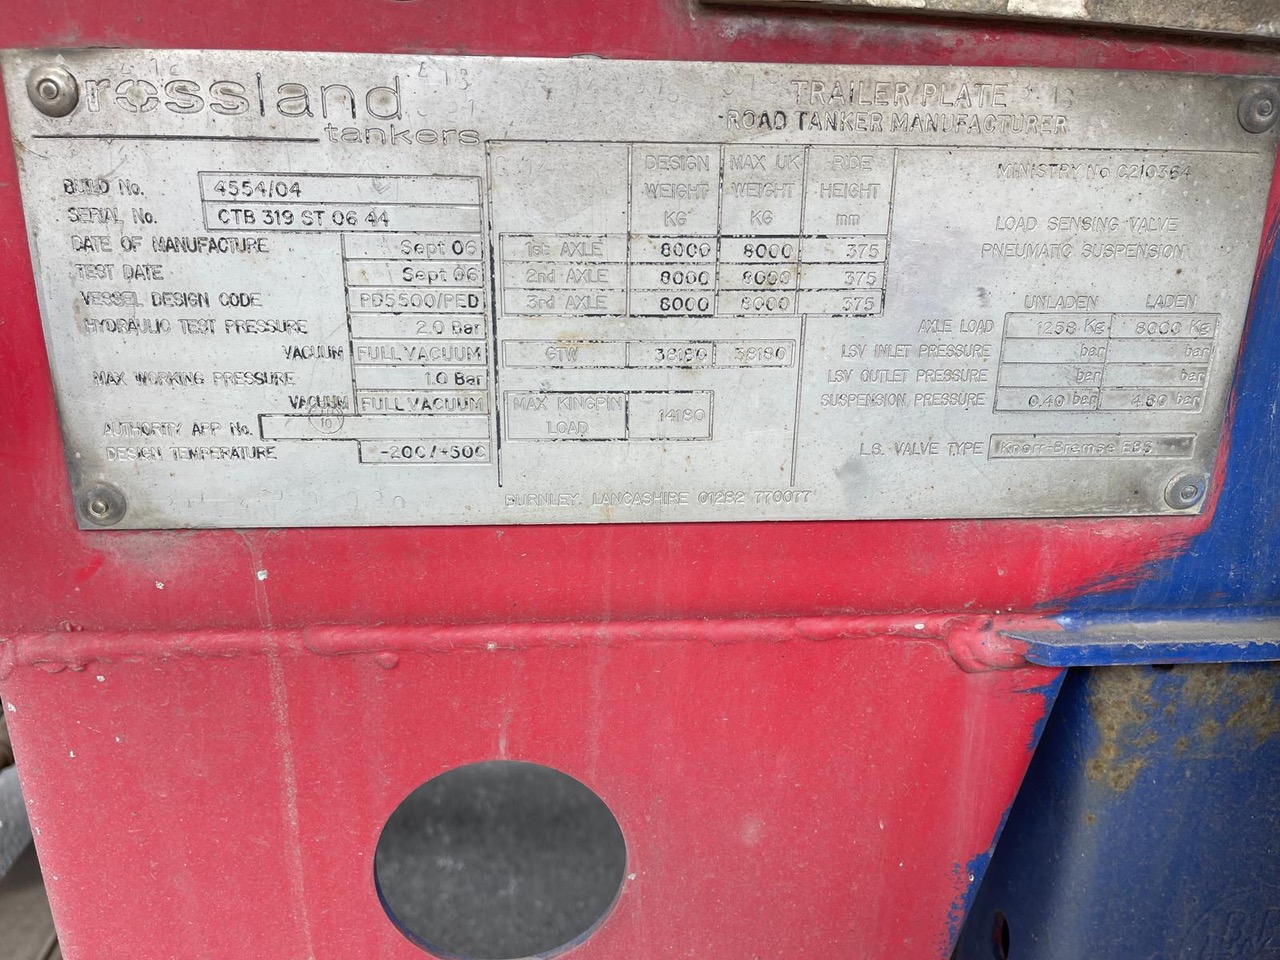 rossland
tankers
TRAILER PLATE
ROAD TANKER MANUFACTURER
BUILD No. 4554/04
SERIAL No. CTB 319 ST 06 44
DATE OF MANUFACTURE Sept 06
TEST DATE Sept 06
VESSEL DESIGN CODE PD5500/PED
HYDRAULIC TEST PRESSURE 2.0 Bar
VACUUM FULL VACUUM
MAX WORKING PRESSURE 1.0 Bar
VACUUM FULL VACUUM
AUTHORITY APP No. 10
DESIGN TEMPERATURE -20C/+50C
DESIGN WEIGHT KG MAX UK WEIGHT KG RIDE HEIGHT mm
1st AXLE 8000 8000 375
2nd AXLE 8000 8000 375
3rd AXLE 8000 8000 375
GTW 38190 38190
MAX KINGPIN LOAD 14190
MINISTRY No C210364
LOAD SENSING VALVE
PNEUMATIC SUSPENSION
UNLADEN LADEN
AXLE LOAD 1258 Kg 8000 Kg
LSV INLET PRESSURE bar bar
LSV OUTLET PRESSURE bar bar
SUSPENSION PRESSURE 0.40 bar 4.80 bar
L.S. VALVE TYPE Knorr-Bremse EBS
BURNLEY, LANCASHIRE 01282 770077